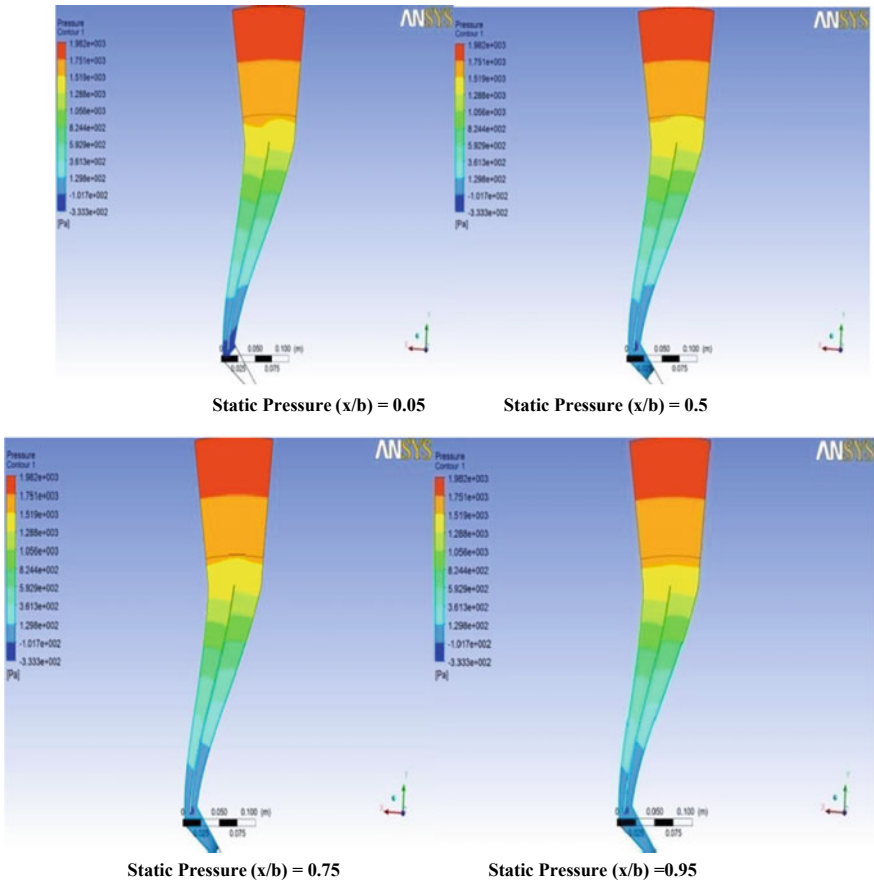 Pressure
Contour 1
1.982e+003
1.751e+003
1.519e+003
1.288e+003
1.056e+003
8.244e+002
5.929e+002
3.613e+002
1.298e+002
-1.017e+002
-3.333e+002
[Pa]
ANSYS
0 0.050 0.100 (m)
0.025 0.075
Pressure
Contour 1
1.982e+003
1.751e+003
1.519e+003
1.288e+003
1.056e+003
8.244e+002
5.929e+002
3.613e+002
1.298e+002
-1.017e+002
-3.333e+002
[Pa]
ANSYS
0 0.050 0.100 (m)
0.025 0.075
Static Pressure (x/b) = 0.05
Static Pressure (x/b) = 0.5
Pressure
Contour 1
1.982e+003
1.751e+003
1.519e+003
1.288e+003
1.056e+003
8.244e+002
5.929e+002
3.613e+002
1.298e+002
-1.017e+002
-3.333e+002
[Pa]
ANSYS
0 0.050 0.100 (m)
0.025 0.075
Pressure
Contour 1
1.982e+003
1.751e+003
1.519e+003
1.288e+003
1.056e+003
8.244e+002
5.929e+002
3.613e+002
1.298e+002
-1.017e+002
-3.333e+002
[Pa]
ANSYS
0 0.050 0.100 (m)
0.025 0.075
Static Pressure (x/b) = 0.75
Static Pressure (x/b) =0.95